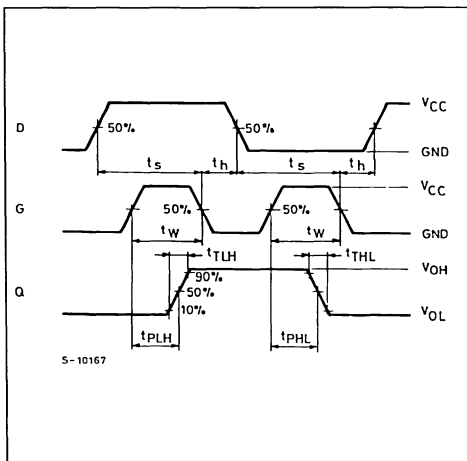 VCC
D
50%
50%
GND
ts
th
ts
th
VCC
G
50%
50%
tw
tw
GND
tTLH
tTHL
VOH
90%
Q
50%
10%
VOL
tPLH
tPHL
S-10167